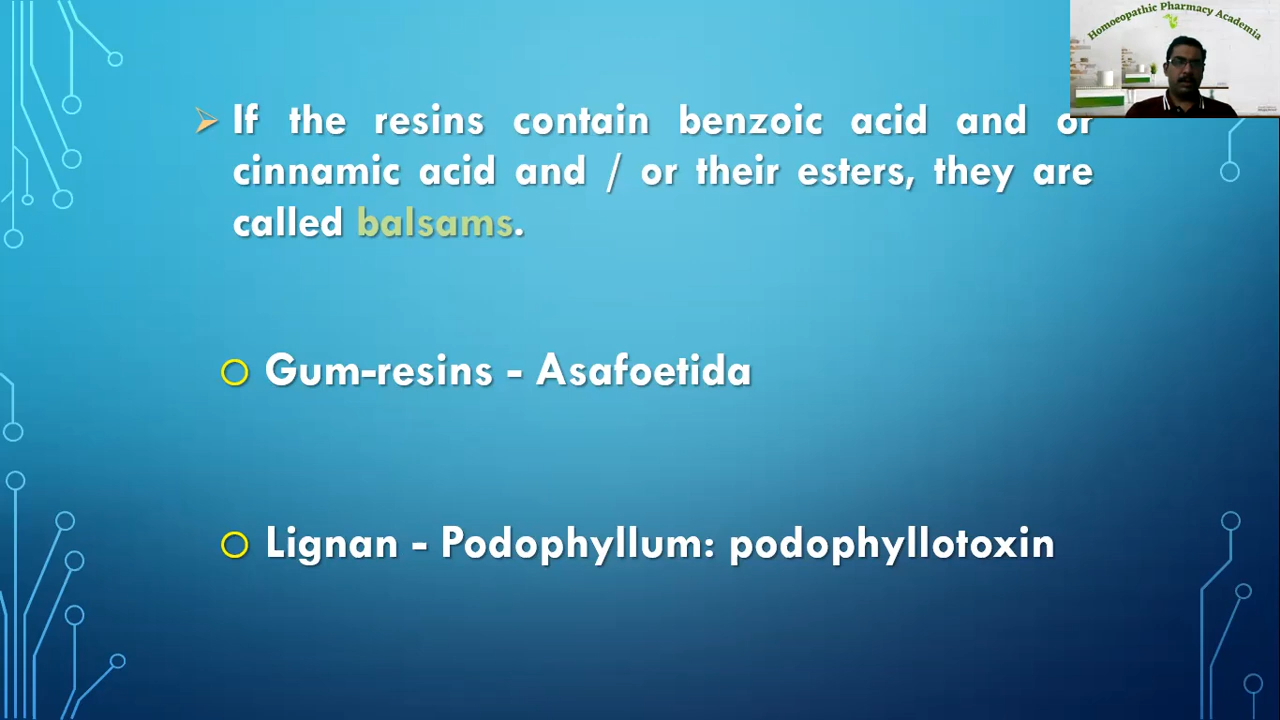 Homoeopathic Pharmacy Academia
If the resins contain benzoic acid and or
cinnamic acid and / or their esters, they are
called balsams.
Gum-resins - Asafoetida
Lignan - Podophyllum: podophyllotoxin